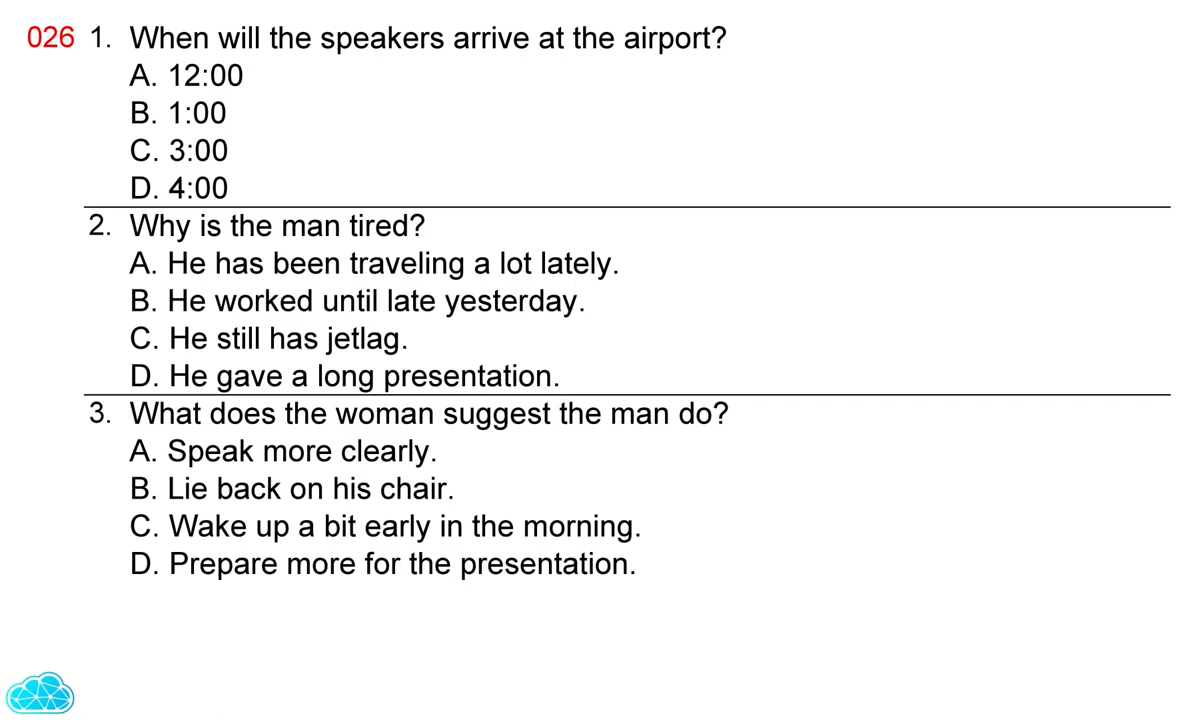 026 1. When will the speakers arrive at the airport?
A. 12:00
B. 1:00
C. 3:00
D. 4:00
2. Why is the man tired?
A. He has been traveling a lot lately.
B. He worked until late yesterday.
C. He still has jetlag.
D. He gave a long presentation.
3. What does the woman suggest the man do?
A. Speak more clearly.
B. Lie back on his chair.
C. Wake up a bit early in the morning.
D. Prepare more for the presentation.